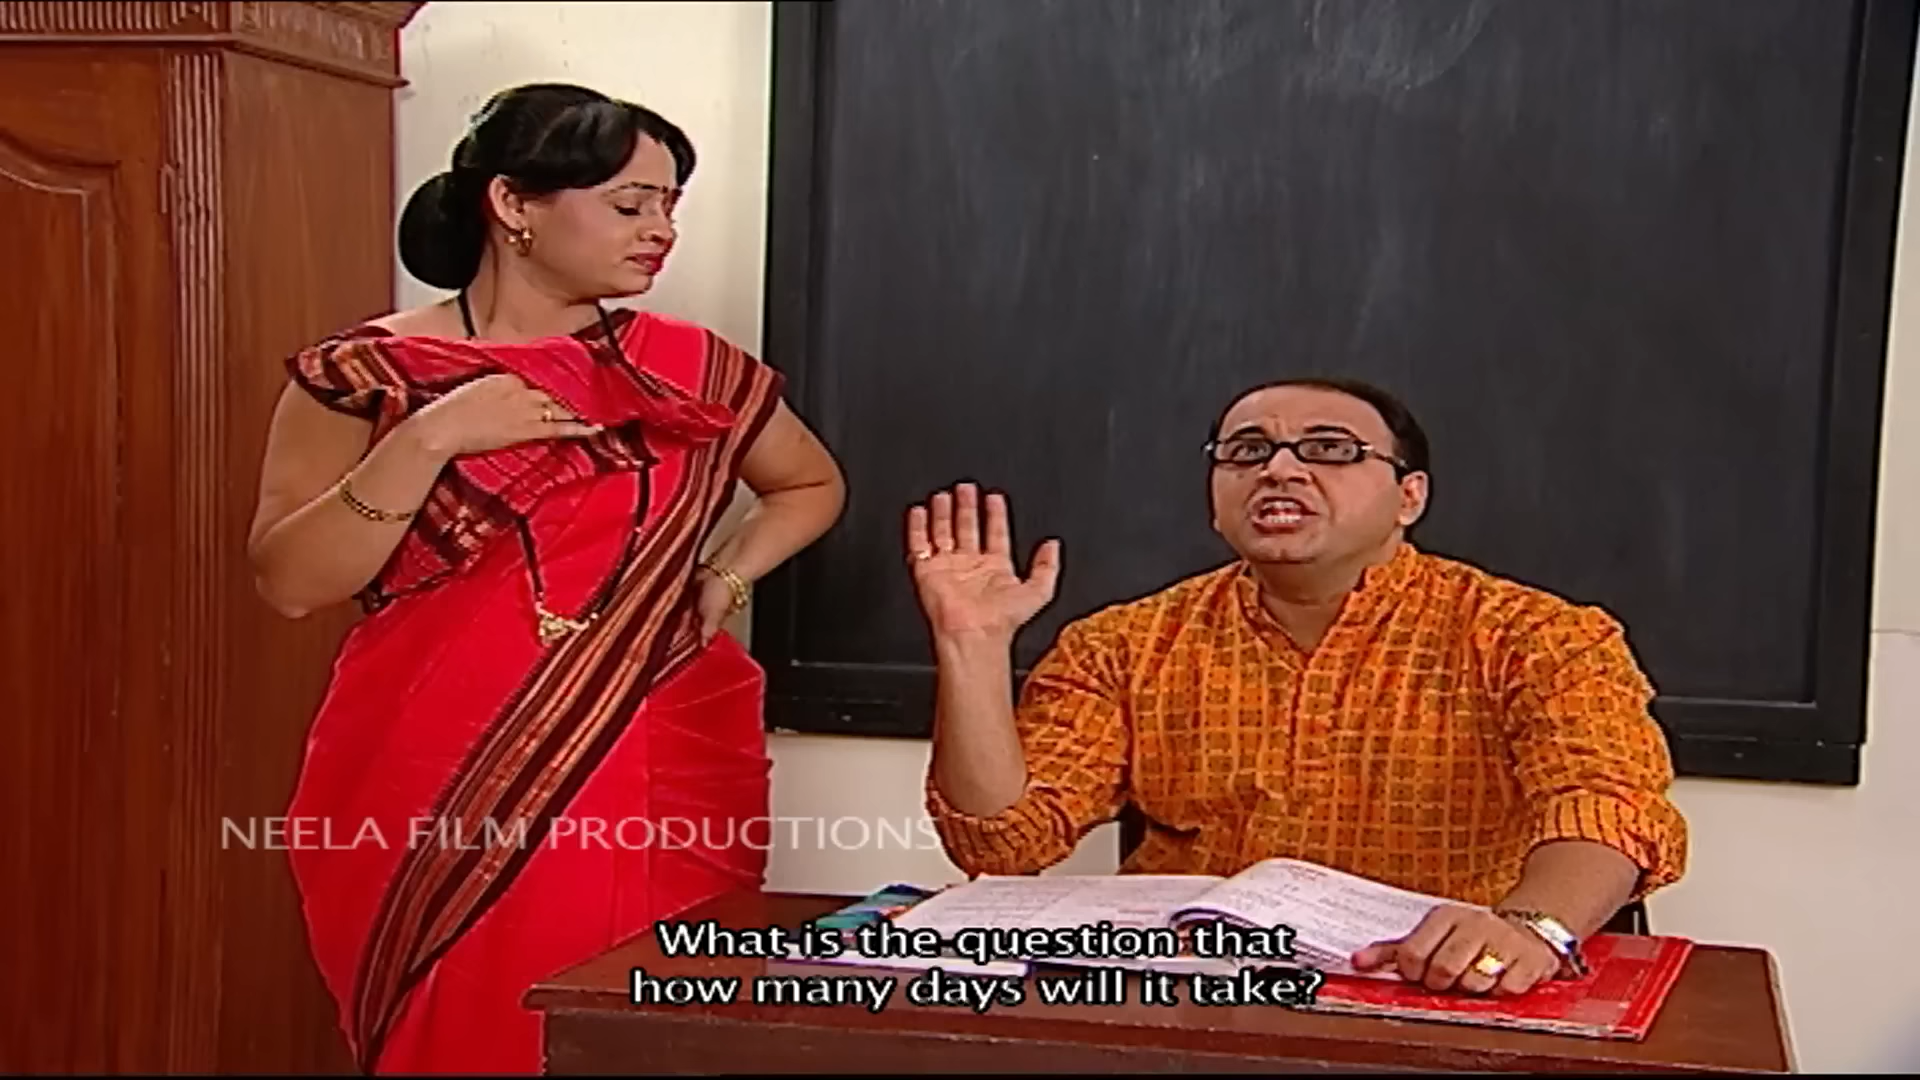 NEELA FILM PRODUCTIONS
What is the question that
how many days will it take?